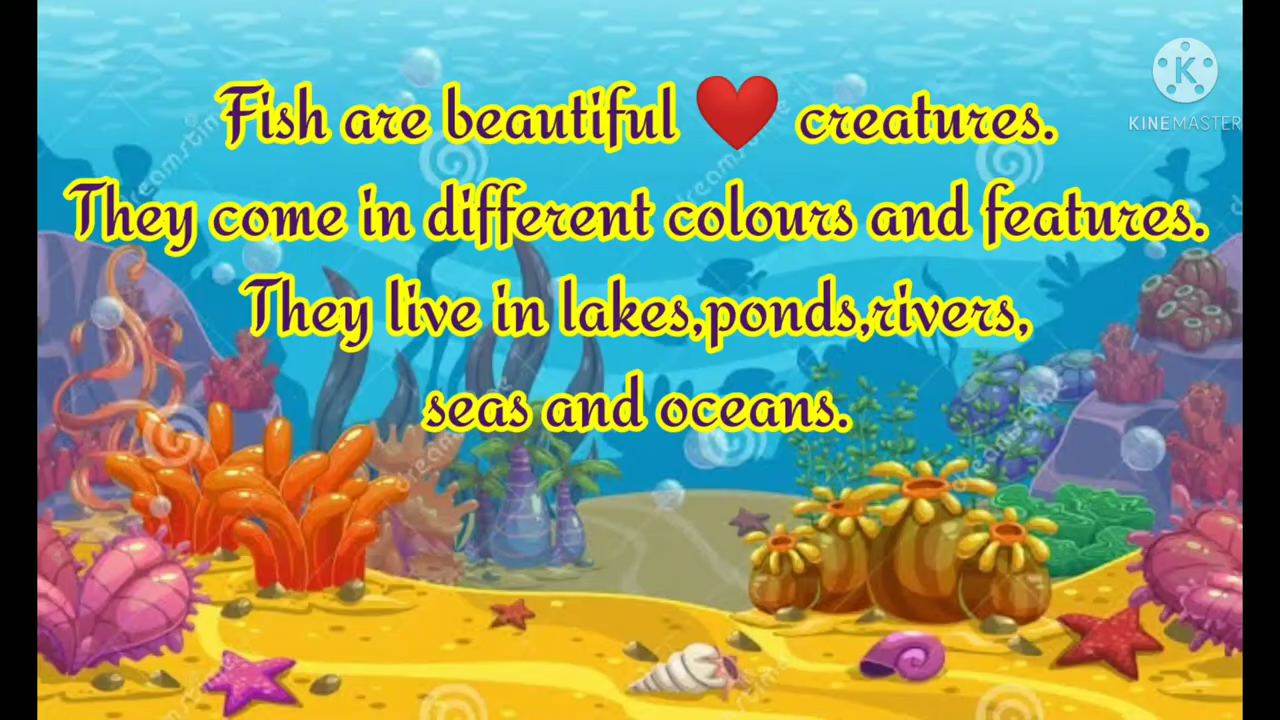 Fish are beautiful ❤️ creatures.
They come in different colours and features.
They live in lakes,ponds,rivers,
seas and oceans.
K
KINEMASTER
dreamstime